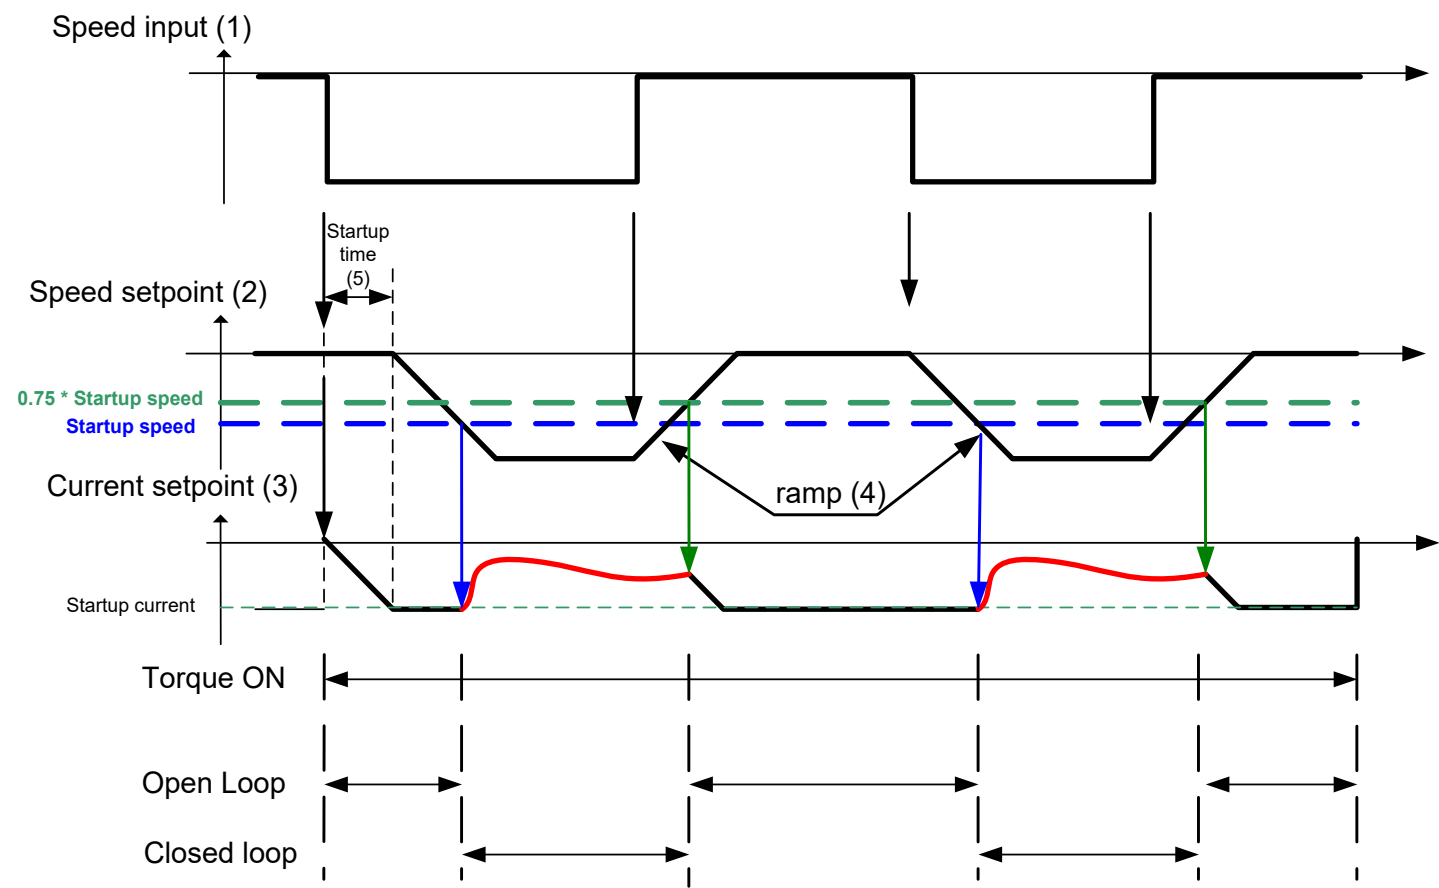 Speed input (1)
Startup
time
(5)
Speed setpoint (2)
0.75 * Startup speed
Startup speed
Current setpoint (3)
ramp (4)
Startup current
Torque ON
Open Loop
Closed loop